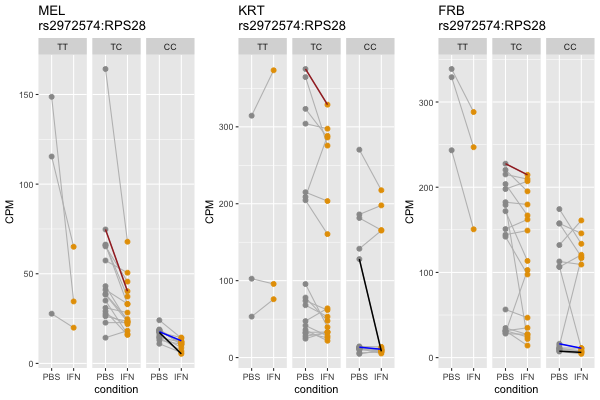 MEL
rs2972574:RPS28
TT TC CC
CPM
150
100
50
0
PBS IFN PBS IFN PBS IFN
condition
KRT
rs2972574:RPS28
TT TC CC
CPM
300
200
100
0
PBS IFN PBS IFN PBS IFN
condition
FRB
rs2972574:RPS28
TT TC CC
CPM
300
200
100
0
PBS IFN PBS IFN PBS IFN
condition